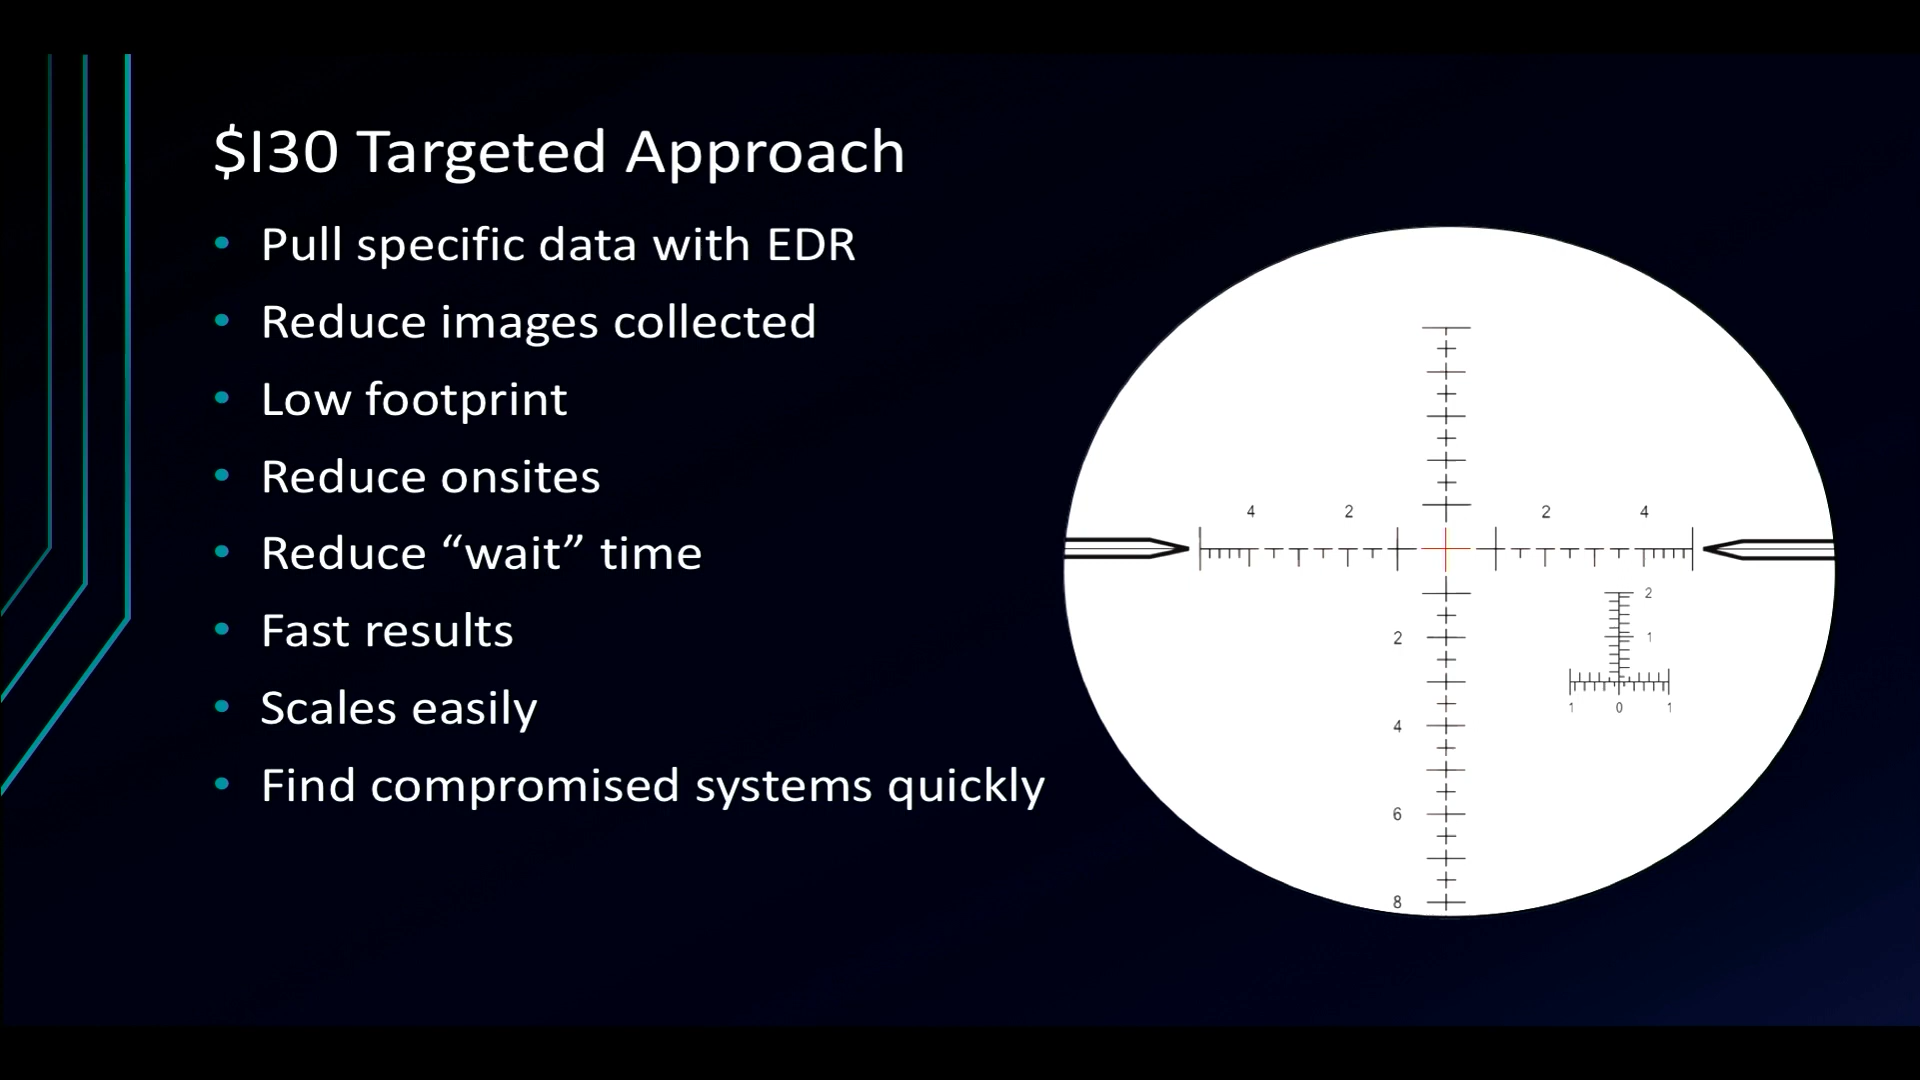 $I30 Targeted Approach
• Pull specific data with EDR
• Reduce images collected
• Low footprint
• Reduce onsites
• Reduce “wait” time
• Fast results
• Scales easily
• Find compromised systems quickly
4 2 2 4
2
1
2
1 0 1
4
6
8